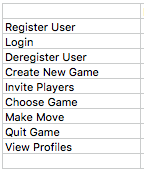 Register User
Login
Deregister User
Create New Game
Invite Players
Choose Game
Make Move
Quit Game
View Profiles